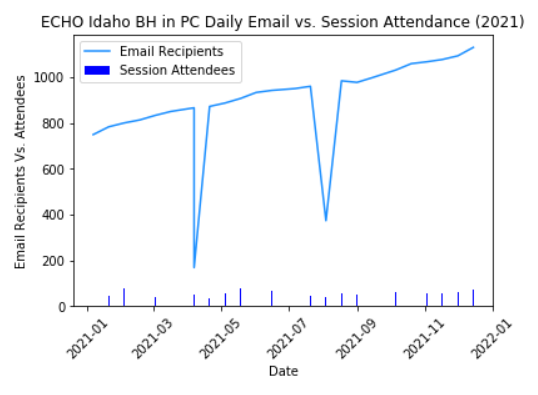 ECHO Idaho BH in PC Daily Email vs. Session Attendance (2021)
Email Recipients
Session Attendees
Email Recipients Vs. Attendees
1000
800
600
400
200
0
2021-01
2021-03
2021-05
2021-07
2021-09
2021-11
2022-01
Date